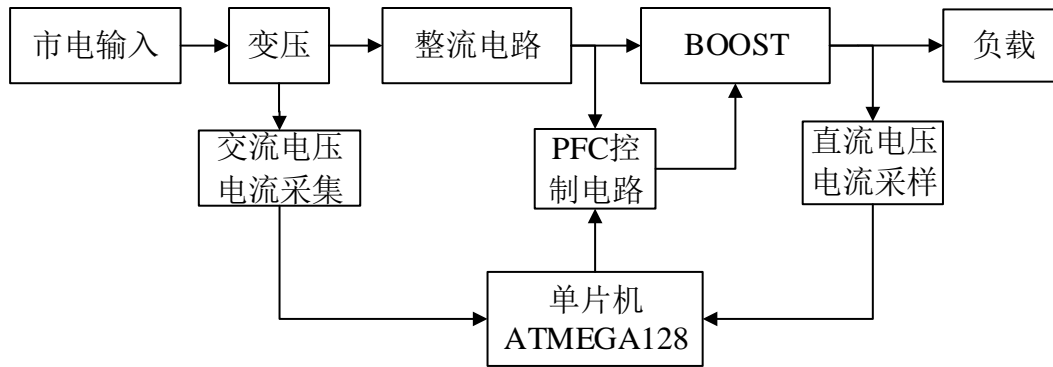 市电输入
变压
整流电路
BOOST
负载
交流电压
电流采集
PFC控
制电路
直流电压
电流采样
单片机
ATMEGA128